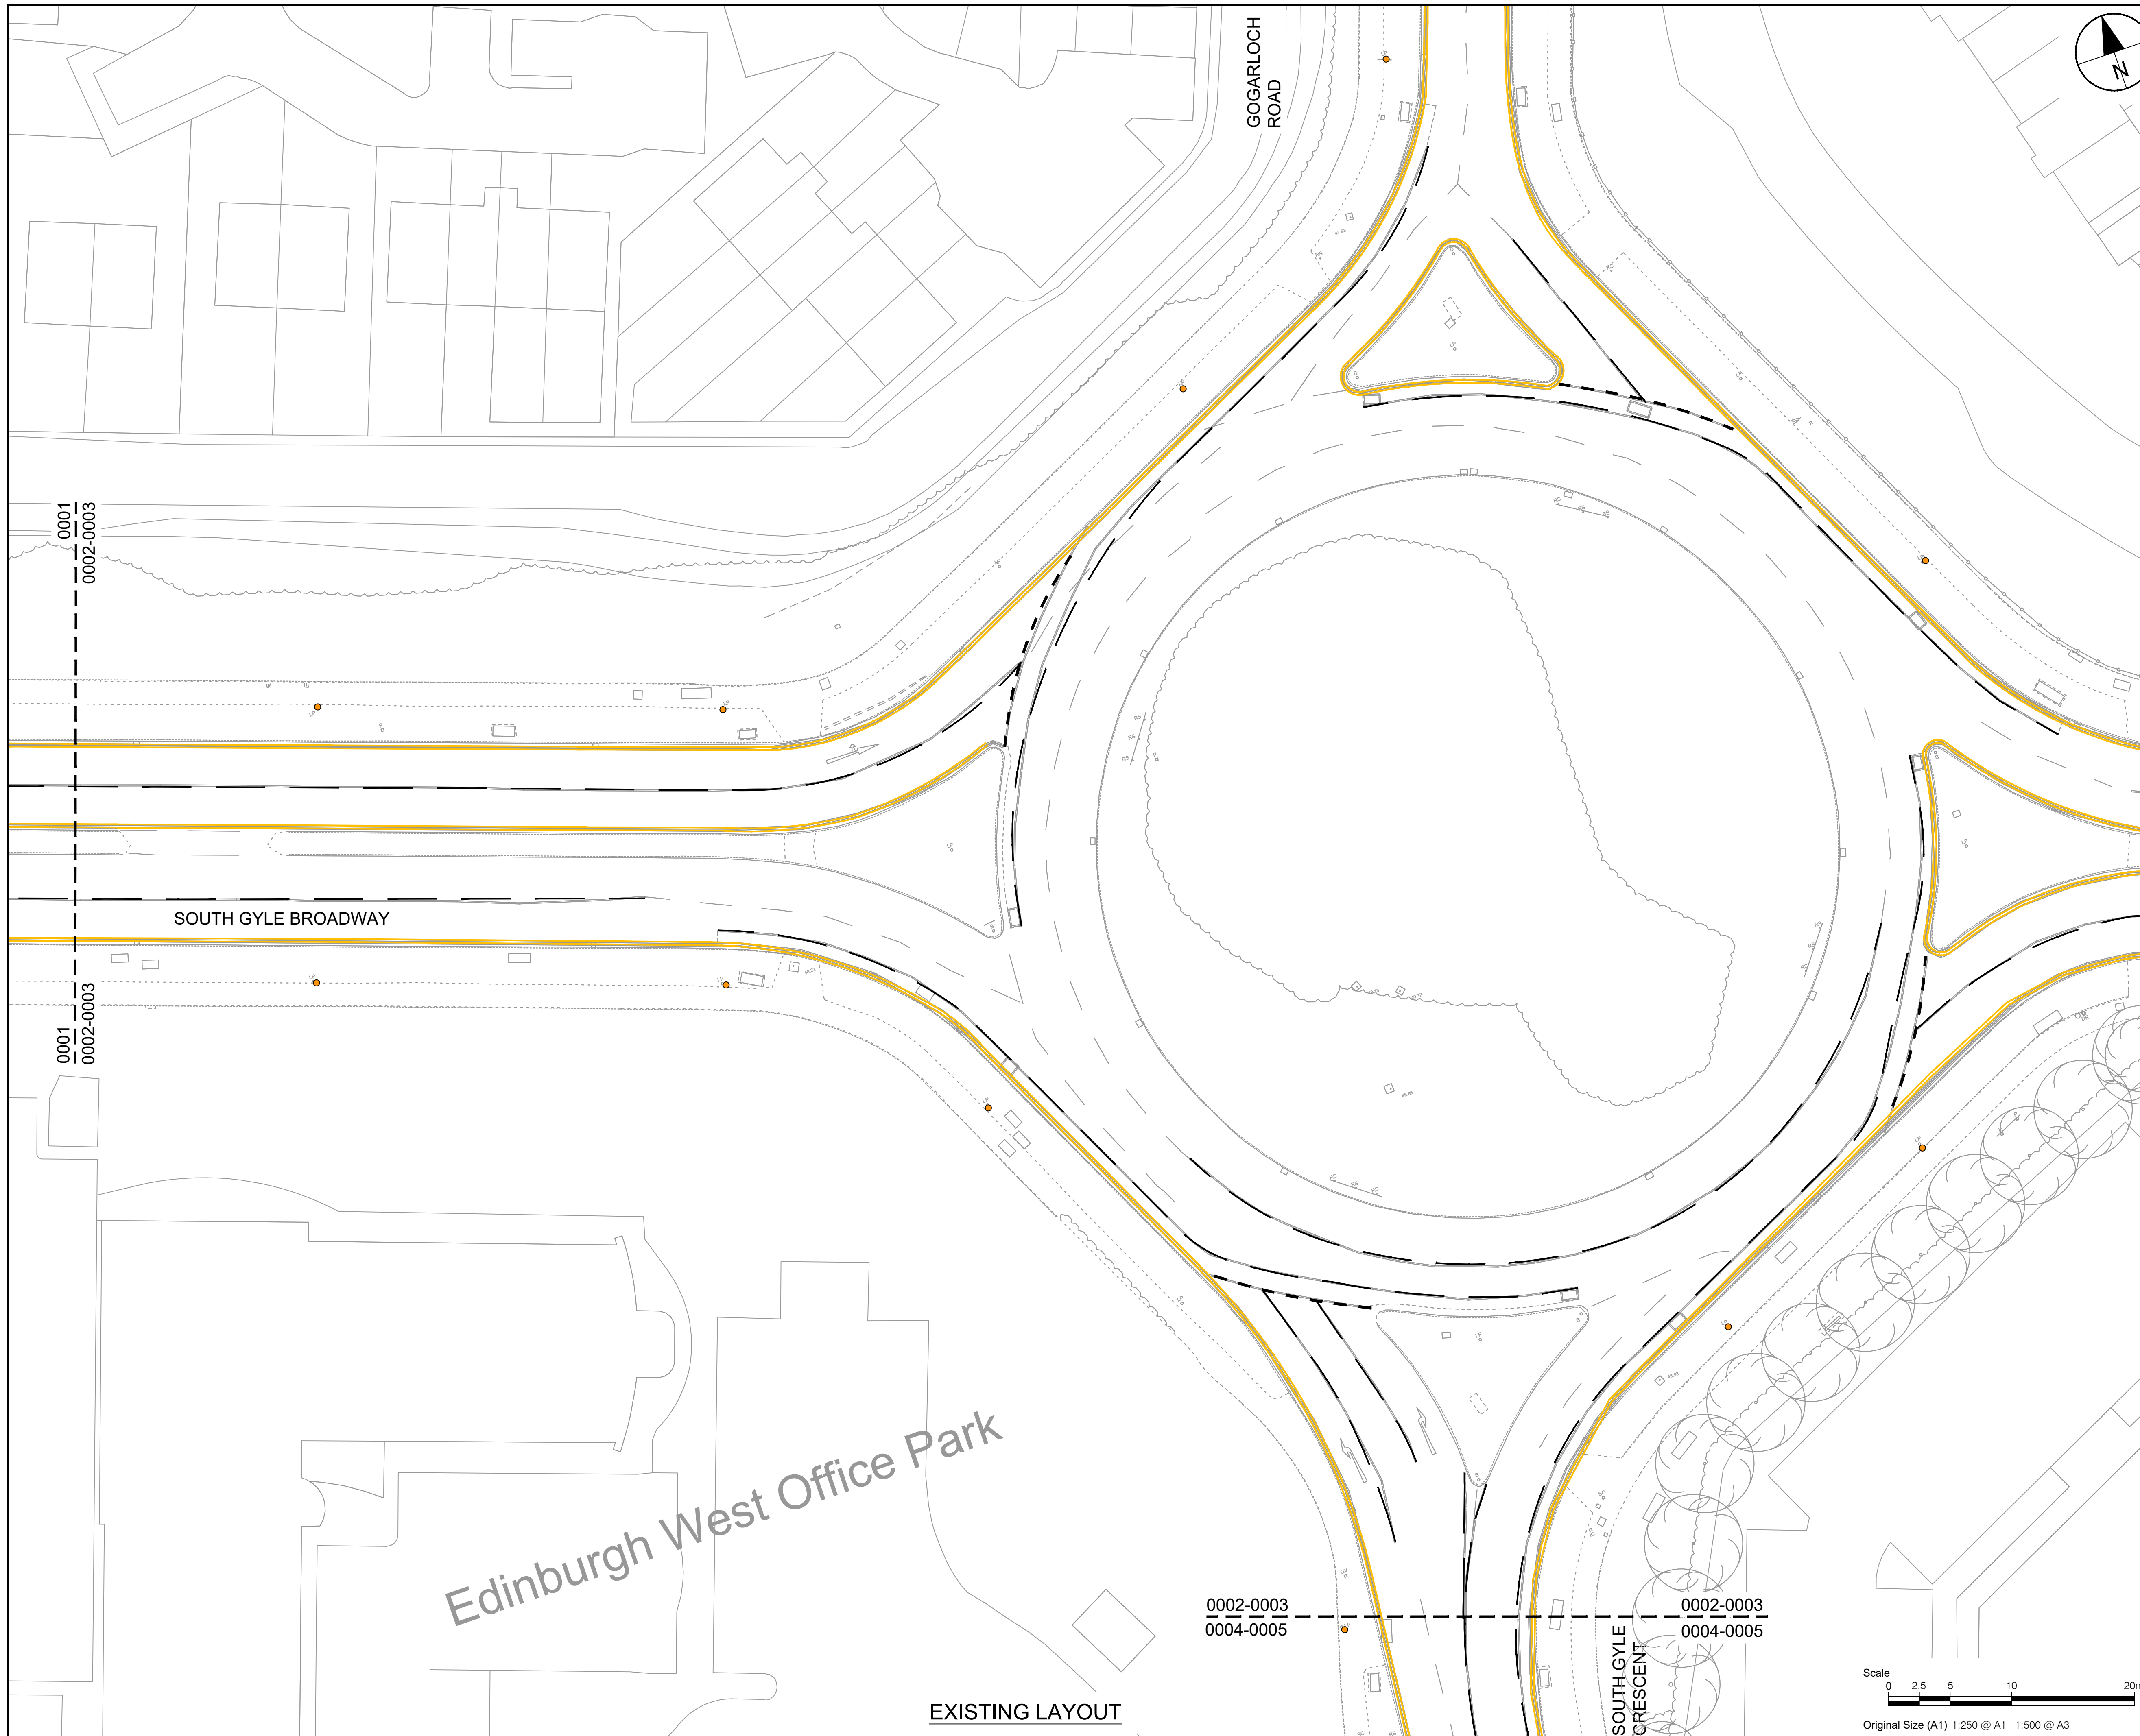 GOGARLOCH
ROAD
N
0001
0002-0003
SOUTH GYLE BROADWAY
0001
0002-0003
Edinburgh West Office Park
0002-0003
0004-0005
0002-0003
0004-0005
SOUTH GYLE
CRESCENT
EXISTING LAYOUT
Scale
0 2.5 5 10 20m
Original Size (A1) 1:250 @ A1 1:500 @ A3